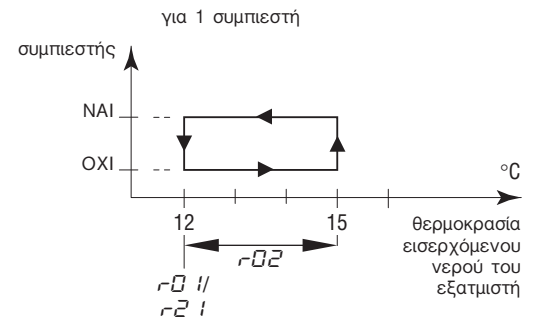 για 1 συμπιεστή
συμπιεστής
ΝΑΙ
ΟΧΙ
°C
12
15
θερμοκρασία
εισερχόμενου
νερού του
εξατμιστή
r02
r01/
r21